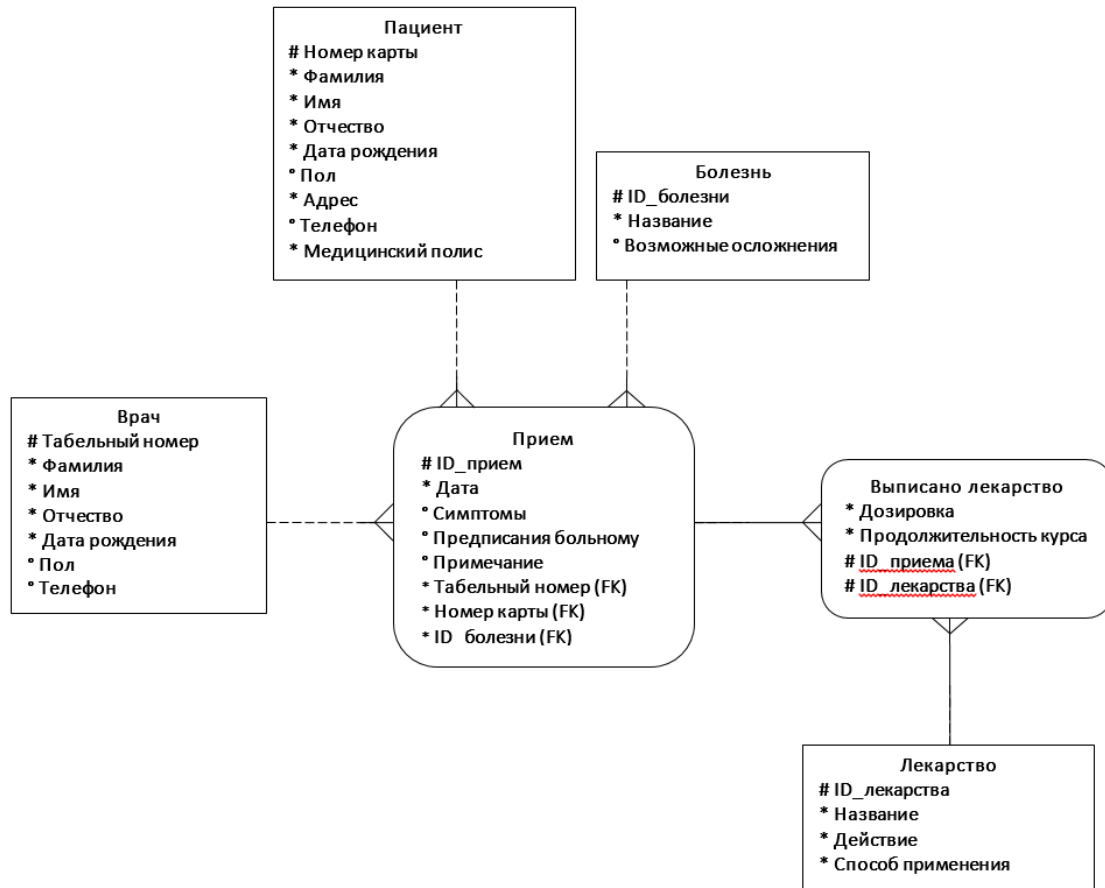 Пациент
# Номер карты
* Фамилия
* Имя
* Отчество
* Дата рождения
° Пол
* Адрес
° Телефон
* Медицинский полис
Болезнь
# ID_болезни
* Название
° Возможные осложнения
Врач
# Табельный номер
* Фамилия
* Имя
* Отчество
* Дата рождения
° Пол
° Телефон
Прием
# ID_прием
* Дата
° Симптомы
° Предписания больному
° Примечание
* Табельный номер (FK)
* Номер карты (FK)
* ID болезни (FK)
Выписано лекарство
* Дозировка
* Продолжительность курса
# ID_приема (FK)
# ID_лекарства (FK)
Лекарство
# ID_лекарства
* Название
* Действие
* Способ применения